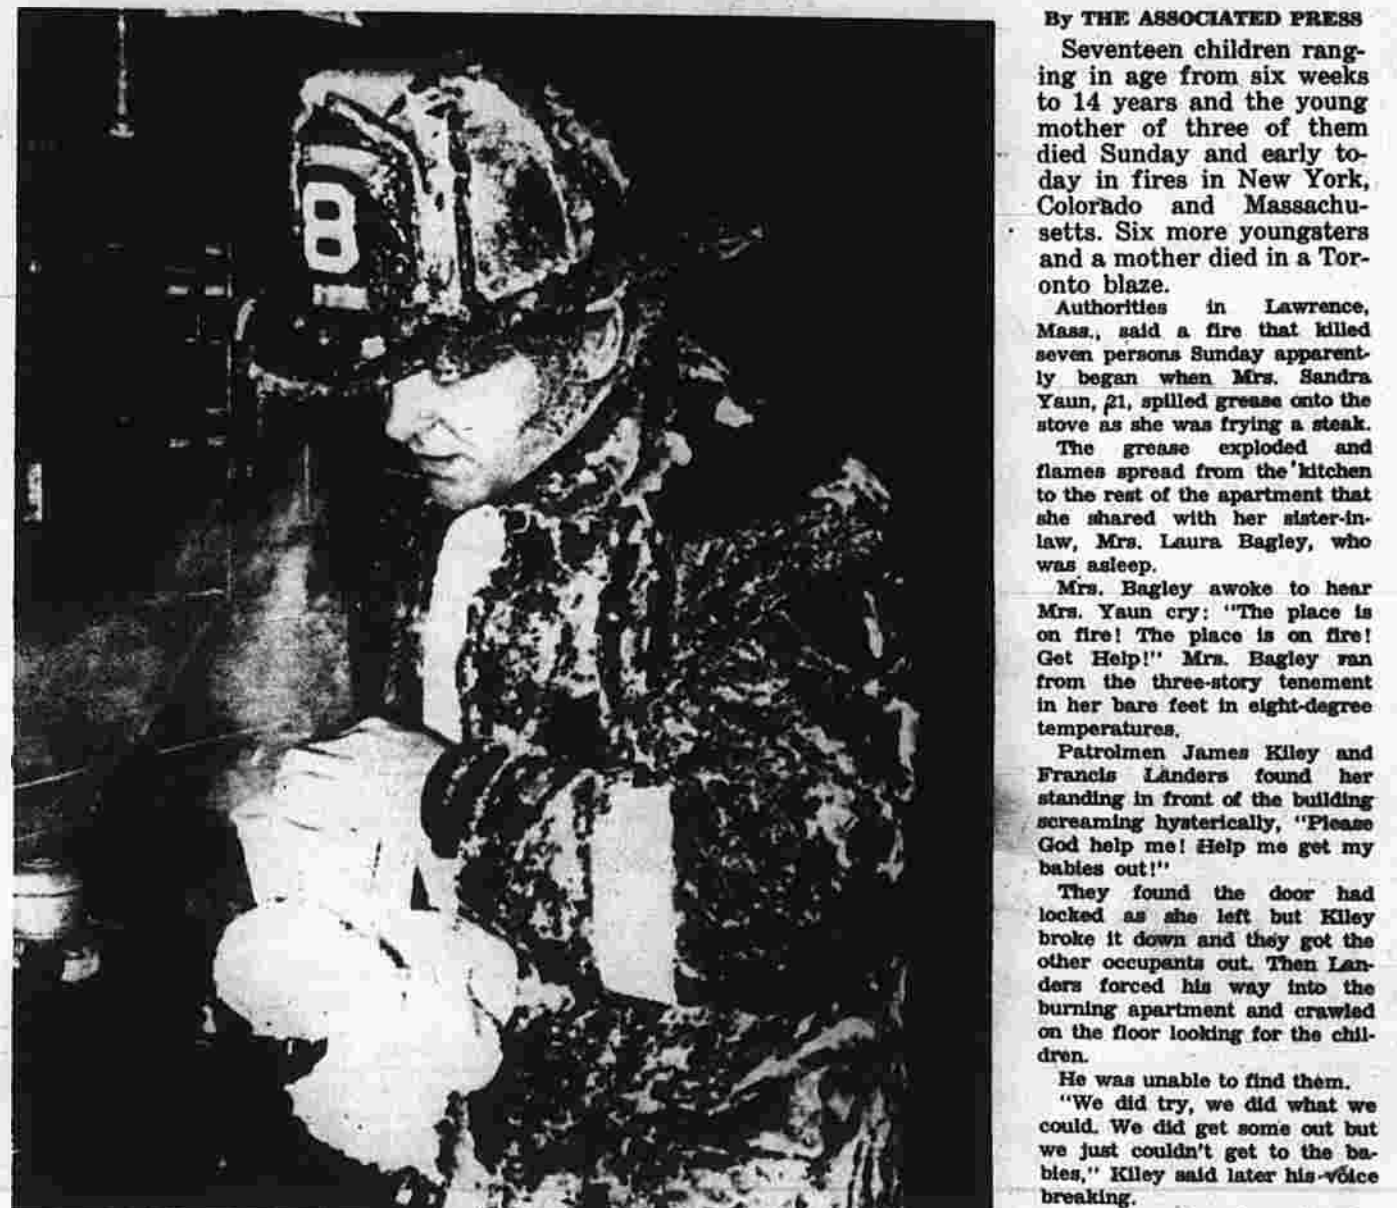 8
By THE ASSOCIATED PRESS
Seventeen children rang-
ing in age from six weeks
to 14 years and the young
mother of three of them
died Sunday and early to-
day in fires in New York,
Colorado and Massachu-
setts. Six more youngsters
and a mother died in a Tor-
onto blaze.
Authorities in Lawrence,
Mass., said a fire that killed
seven persons Sunday apparent-
ly began when Mrs. Sandra
Yaun, 21, spilled grease onto the
stove as she was frying a steak.
The grease exploded and
flames spread from the kitchen
to the rest of the apartment that
she shared with her sister-in-
law, Mrs. Laura Bagley, who
was asleep.
Mrs. Bagley awoke to hear
Mrs. Yaun cry: "The place is
on fire! The place is on fire!
Get Help!" Mrs. Bagley ran
from the three-story tenement
in her bare feet in eight-degree
temperatures.
Patrolmen James Kiley and
Francis Landers found her
standing in front of the building
screaming hysterically, "Please
God help me! Help me get my
babies out!"
They found the door had
locked as she left but Kiley
broke it down and they got the
other occupants out. Then Lan-
ders forced his way into the
burning apartment and crawled
on the floor looking for the chil-
dren.
He was unable to find them.
"We did try, we did what we
could. We did get some out but
we just couldn't get to the ba-
bies," Kiley said later his voice
breaking.